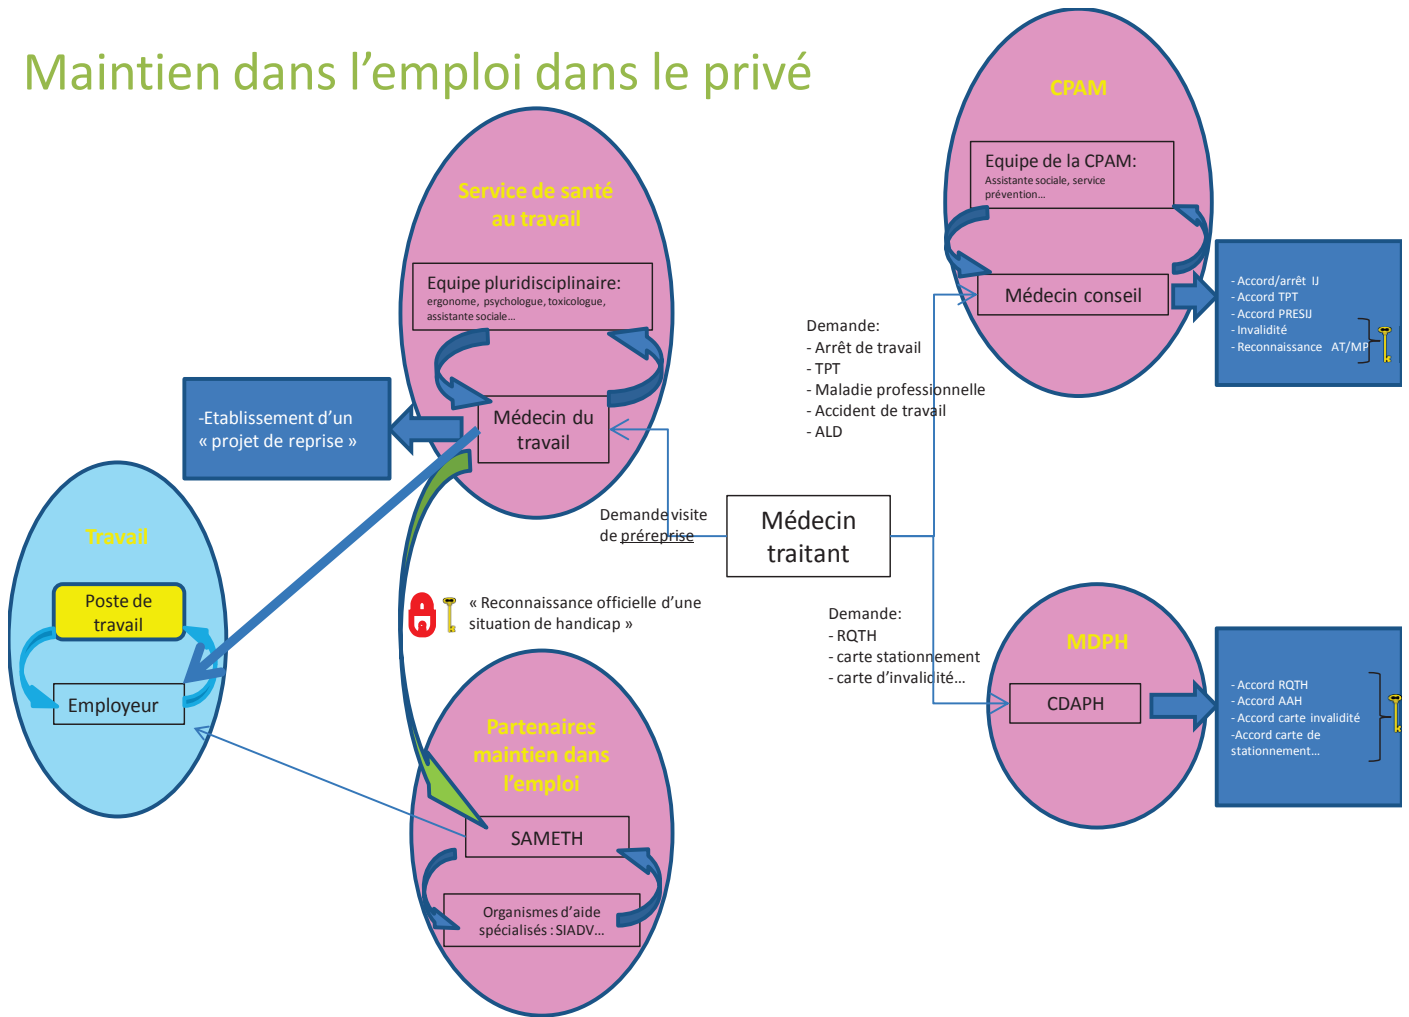 Maintien dans l'emploi dans le privé
CPAM
Equipe de la CPAM:
Assistante sociale, service
prévention…
Médecin conseil
- Accord/arrêt IJ
- Accord TPT
- Accord PRESIJ
- Invalidité
- Reconnaissance AT/MP
Service de santé
au travail
Equipe pluridisciplinaire:
ergonome, psychologue, toxicologue,
assistante sociale…
Médecin du
travail
-Etablissement d'un
« projet de reprise »
Demande:
- Arrêt de travail
- TPT
- Maladie professionnelle
- Accident de travail
- ALD
Demande visite
de préreprise
Médecin
traitant
Travail
Poste de
travail
Employeur
« Reconnaissance officielle d'une
situation de handicap »
Demande:
- RQTH
- carte stationnement
- carte d'invalidité…
MDPH
CDAPH
- Accord RQTH
- Accord AAH
- Accord carte invalidité
-Accord carte de
stationnement…
Partenaires
maintien dans
l'emploi
SAMETH
Organismes d'aide
spécialisés : SIADV…